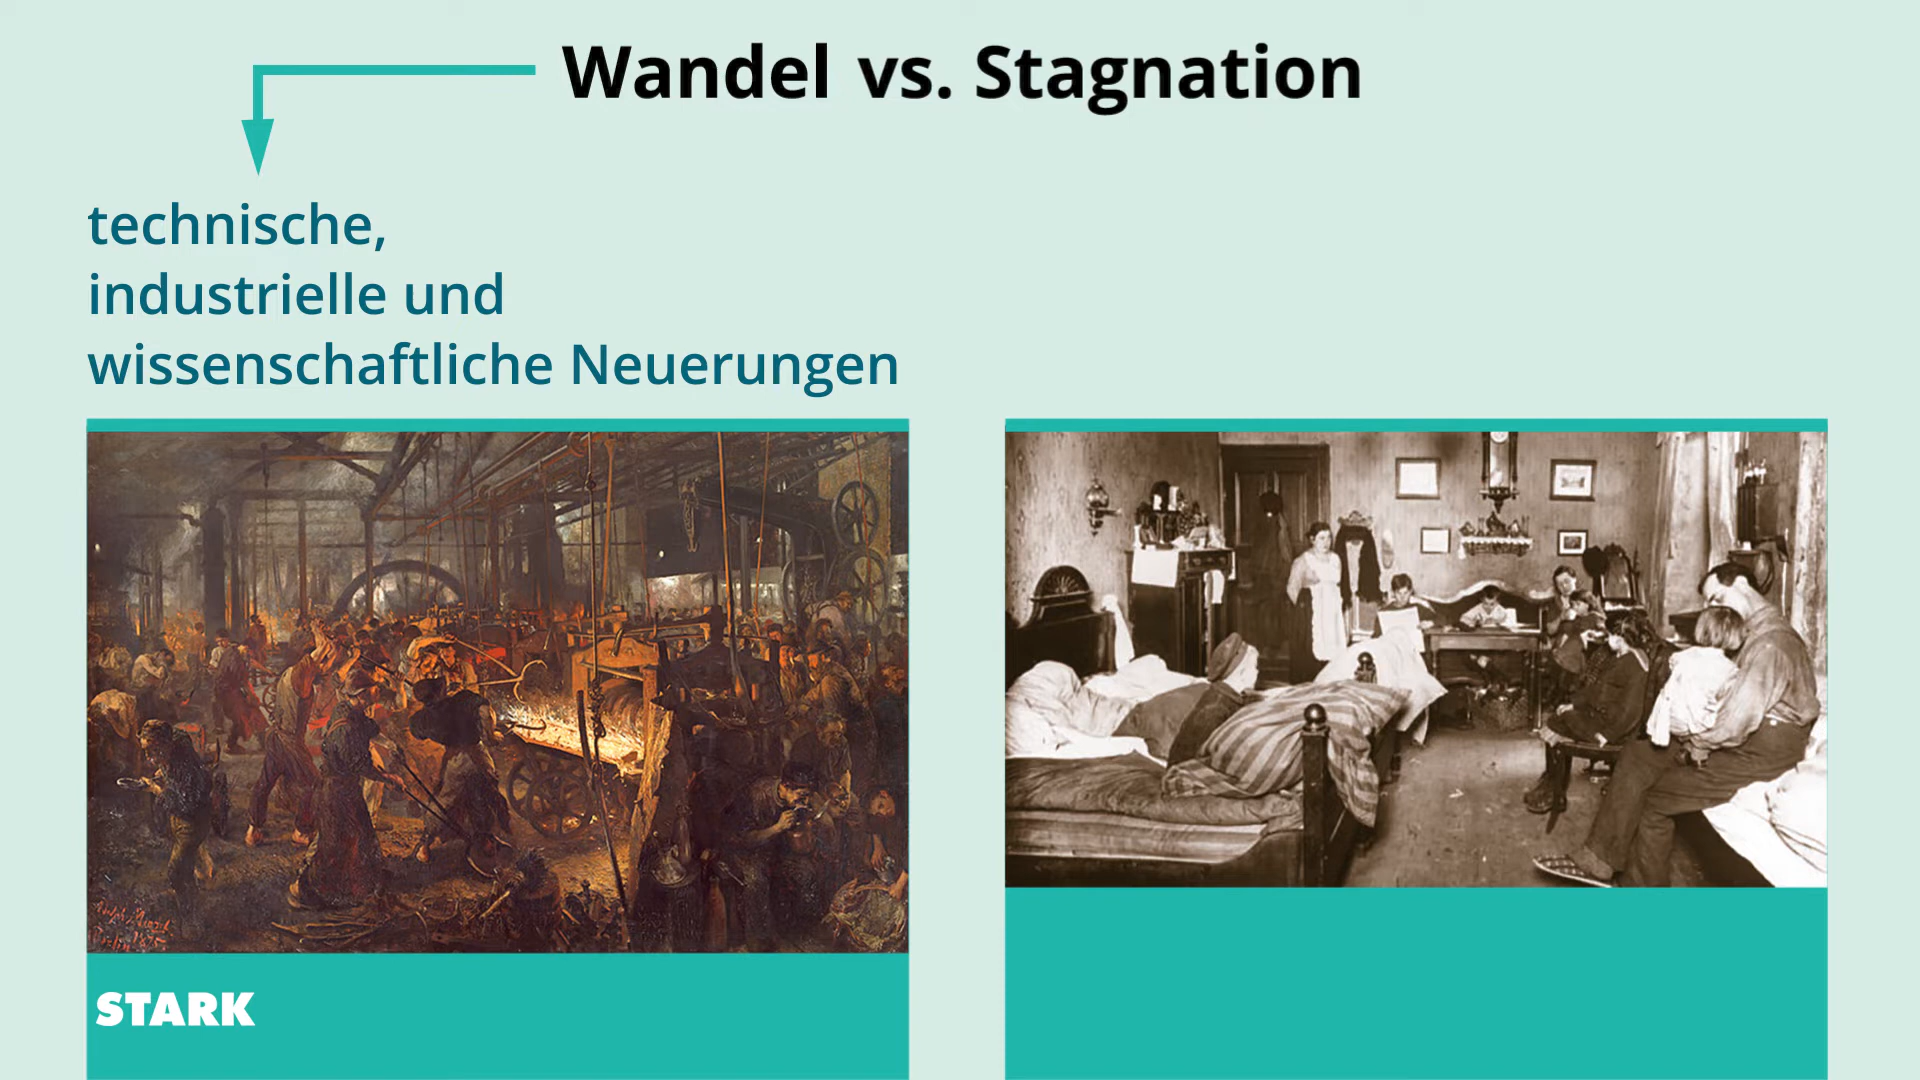 Wandel vs. Stagnation
technische,
industrielle und
wissenschaftliche Neuerungen
STARK